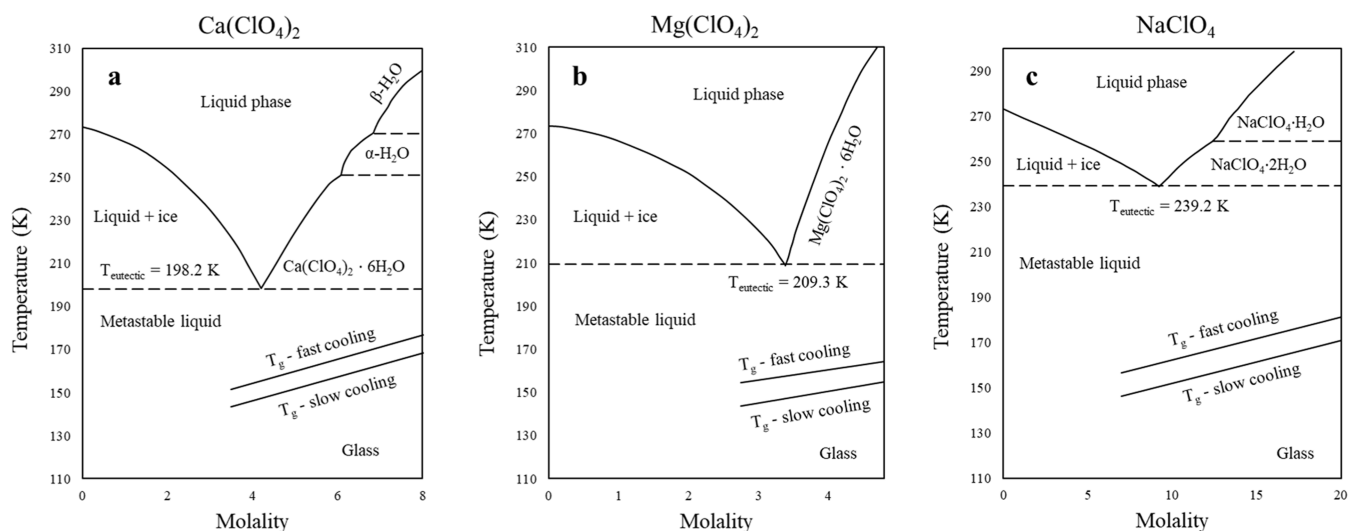 Ca(ClO4)2
a
Temperature (K)
310
290
270
250
230
210
190
170
150
130
110
Liquid phase
β-H2O
α-H2O
Liquid + ice
Teutectic = 198.2 K
Ca(ClO4)2 · 6H2O
Metastable liquid
Tg - fast cooling
Tg - slow cooling
Glass
0 2 4 6 8
Molality
Mg(ClO4)2
b
Temperature (K)
310
290
270
250
230
210
190
170
150
130
110
Liquid phase
Mg(ClO4)2 · 6H2O
Liquid + ice
Teutectic = 209.3 K
Metastable liquid
Tg - fast cooling
Tg - slow cooling
Glass
0 1 2 3 4
Molality
NaClO4
c
Temperature (K)
290
270
250
230
210
190
170
150
130
110
Liquid phase
NaClO4·H2O
Liquid + ice
NaClO4·2H2O
Teutectic = 239.2 K
Metastable liquid
Tg - fast cooling
Tg - slow cooling
Glass
0 5 10 15 20
Molality